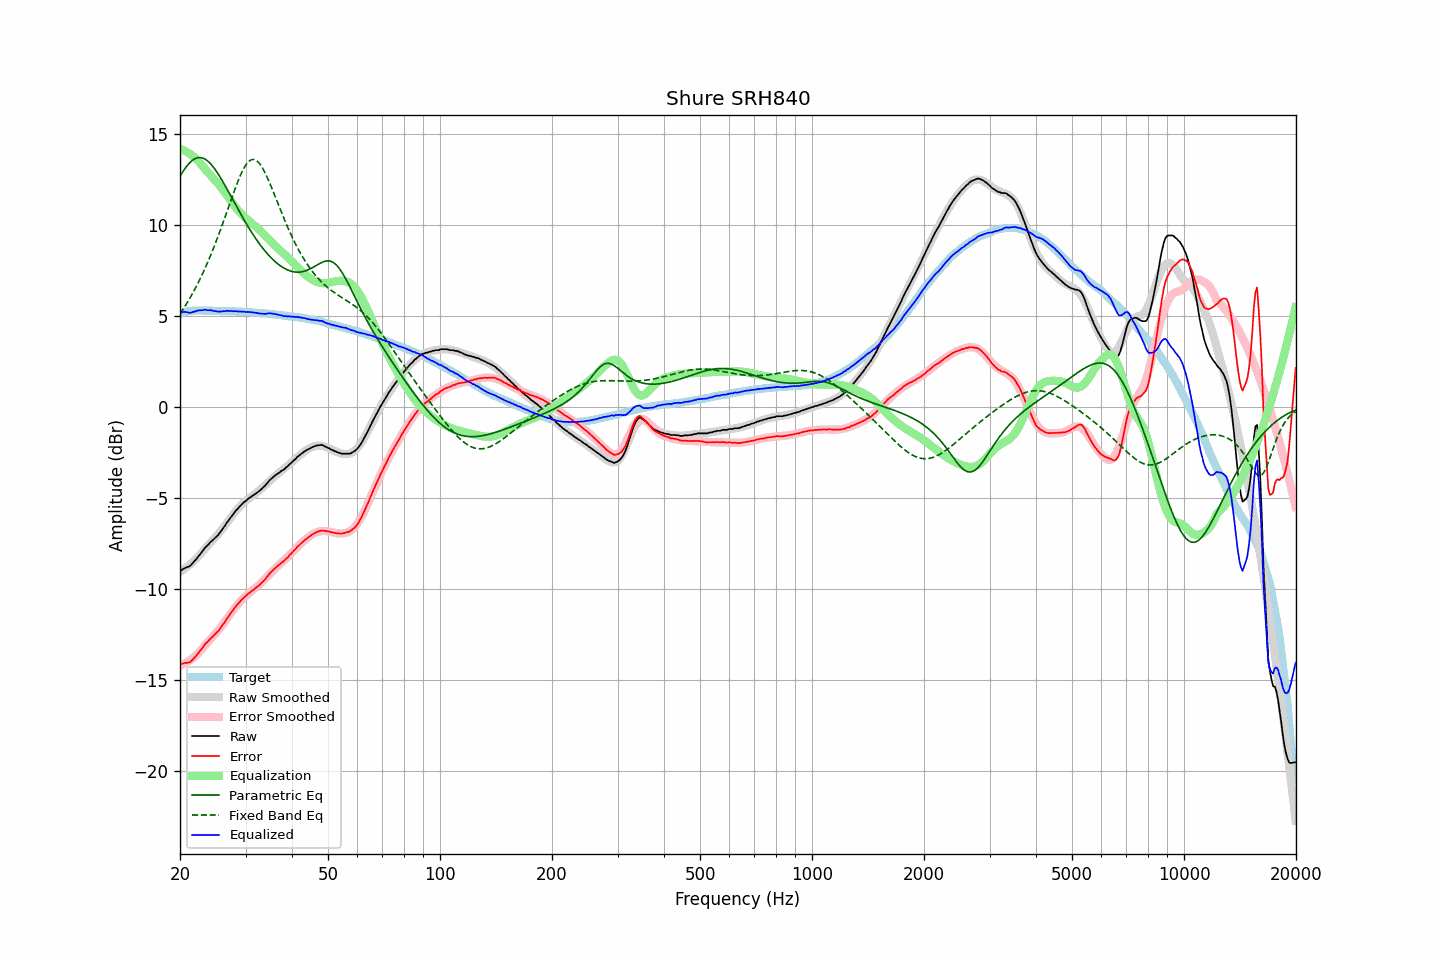 Shure SRH840
15
10
5
0
−5
−10
−15
−20
Amplitude (dBr)
Target
Raw Smoothed
Error Smoothed
Raw
Error
Equalization
Parametric Eq
Fixed Band Eq
Equalized
20 50 100 200 500 1000 2000 5000 10000 20000
Frequency (Hz)